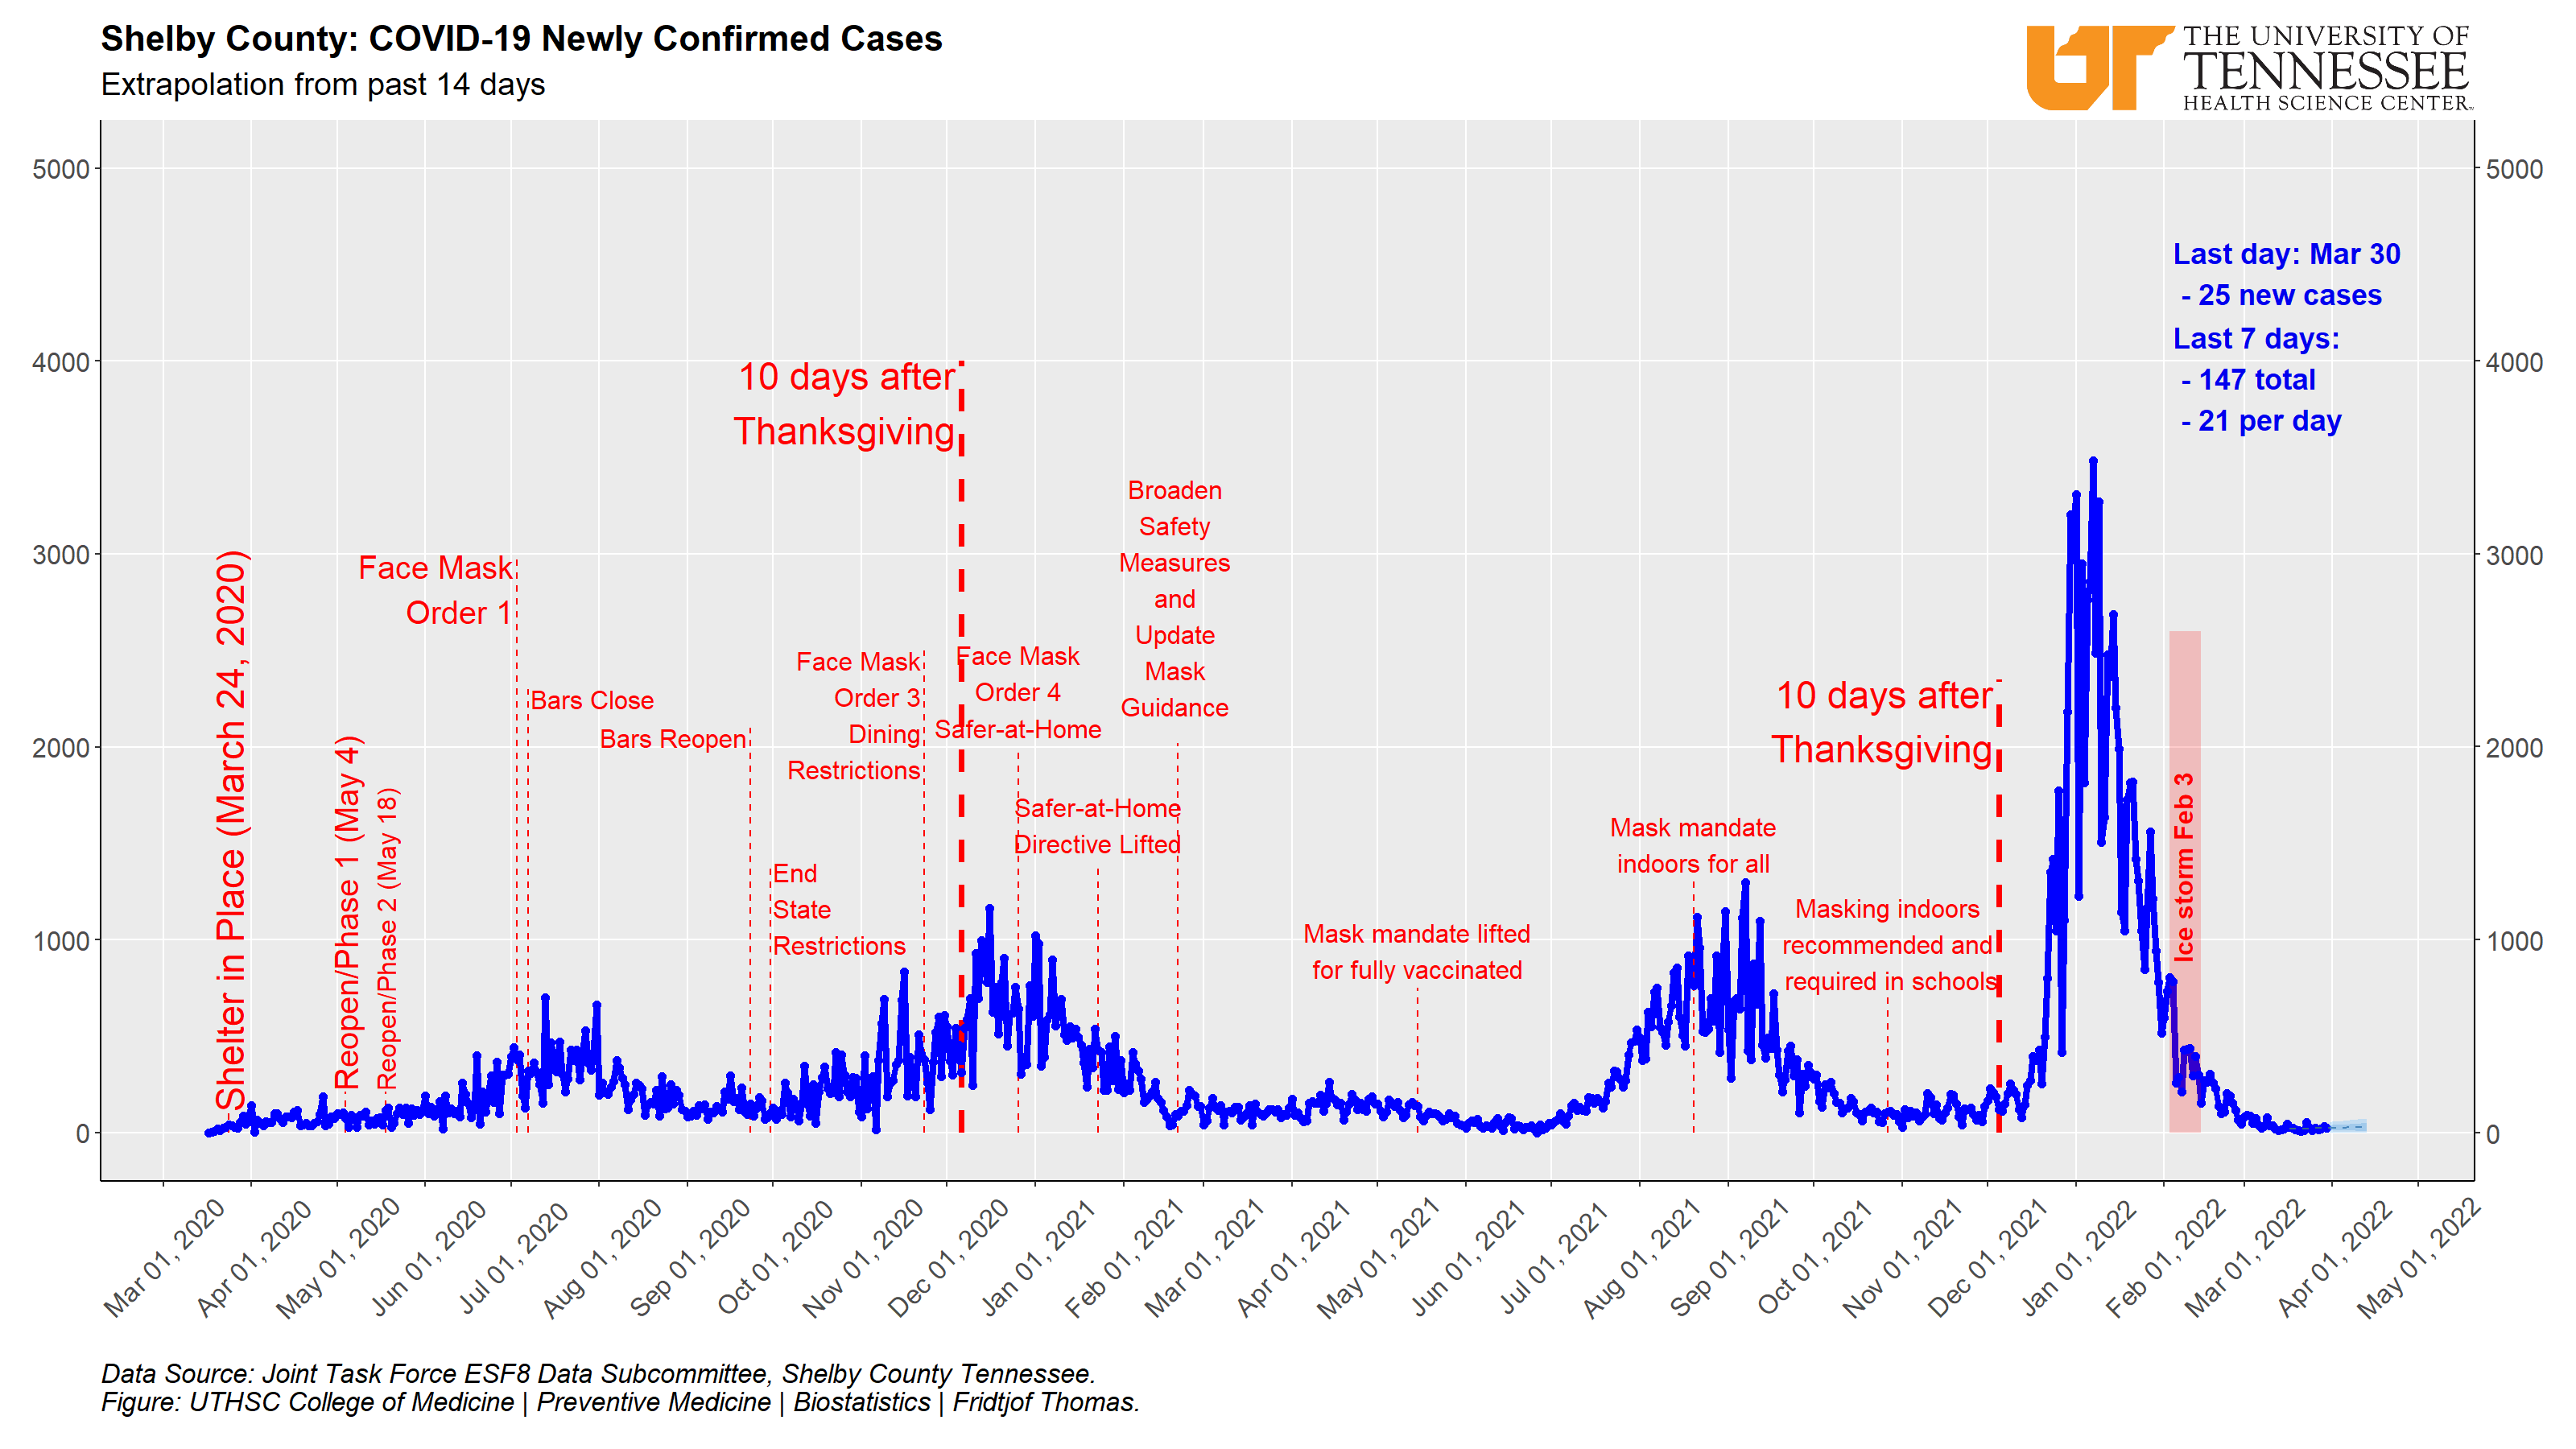 Shelby County: COVID-19 Newly Confirmed Cases
Extrapolation from past 14 days
THE UNIVERSITY OF
TENNESSEE
HEALTH SCIENCE CENTER
5000
4000
3000
2000
1000
0
5000
4000
3000
2000
1000
0
Last day: Mar 30
- 25 new cases
Last 7 days:
- 147 total
- 21 per day
Shelter in Place (March 24, 2020)
Reopen/Phase 1 (May 4)
Reopen/Phase 2 (May 18)
Face Mask
Order 1
Bars Close
Bars Reopen
End
State
Restrictions
Face Mask
Order 3
Dining
Restrictions
10 days after
Thanksgiving
Face Mask
Order 4
Safer-at-Home
Safer-at-Home
Directive Lifted
Broaden
Safety
Measures
and
Update
Mask
Guidance
Mask mandate lifted
for fully vaccinated
Mask mandate
indoors for all
Masking indoors
recommended and
required in schools
10 days after
Thanksgiving
Ice storm Feb 3
Mar 01, 2020
Apr 01, 2020
May 01, 2020
Jun 01, 2020
Jul 01, 2020
Aug 01, 2020
Sep 01, 2020
Oct 01, 2020
Nov 01, 2020
Dec 01, 2020
Jan 01, 2021
Feb 01, 2021
Mar 01, 2021
Apr 01, 2021
May 01, 2021
Jun 01, 2021
Jul 01, 2021
Aug 01, 2021
Sep 01, 2021
Oct 01, 2021
Nov 01, 2021
Dec 01, 2021
Jan 01, 2022
Feb 01, 2022
Mar 01, 2022
Apr 01, 2022
May 01, 2022
Data Source: Joint Task Force ESF8 Data Subcommittee, Shelby County Tennessee.
Figure: UTHSC College of Medicine | Preventive Medicine | Biostatistics | Fridtjof Thomas.